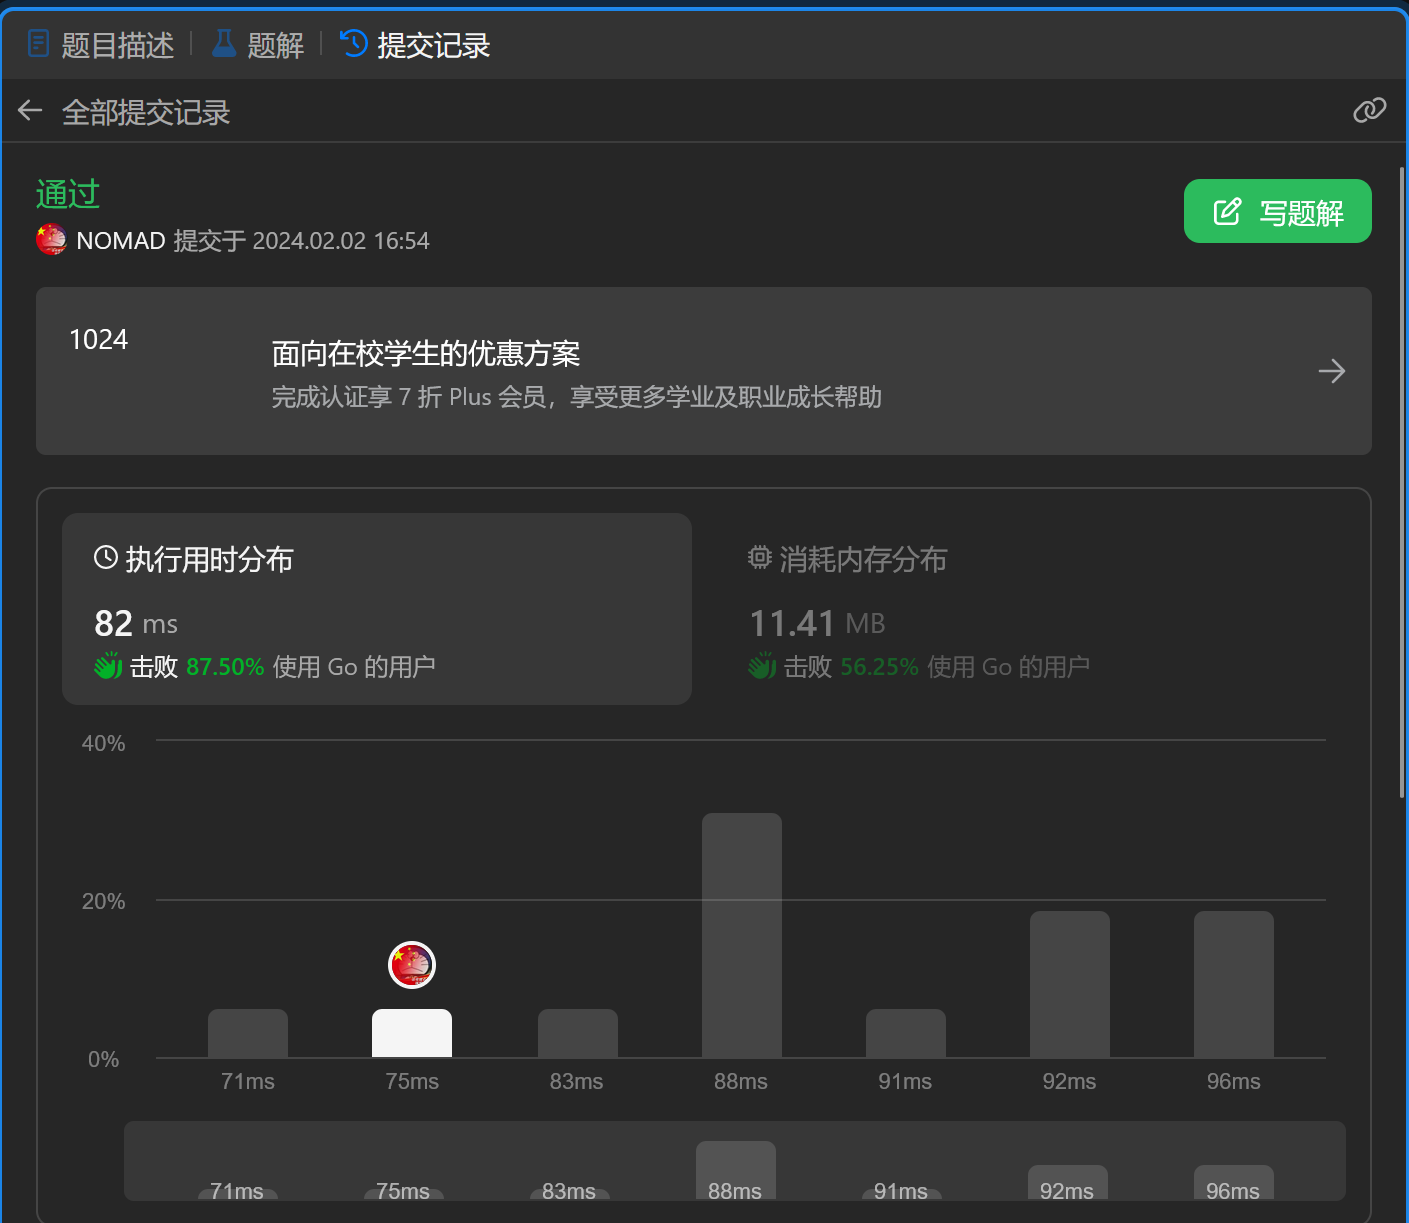 题目描述 题解 提交记录
全部提交记录
通过
NOMAD 提交于 2024.02.02 16:54
写题解
1024
面向在校学生的优惠方案
完成认证享 7 折 Plus 会员，享受更多学业及职业成长帮助
执行用时分布
82 ms
击败 87.50% 使用 Go 的用户
消耗内存分布
11.41 MB
击败 56.25% 使用 Go 的用户
40%
20%
0%
71ms 75ms 83ms 88ms 91ms 92ms 96ms
71ms 75ms 83ms 88ms 91ms 92ms 96ms